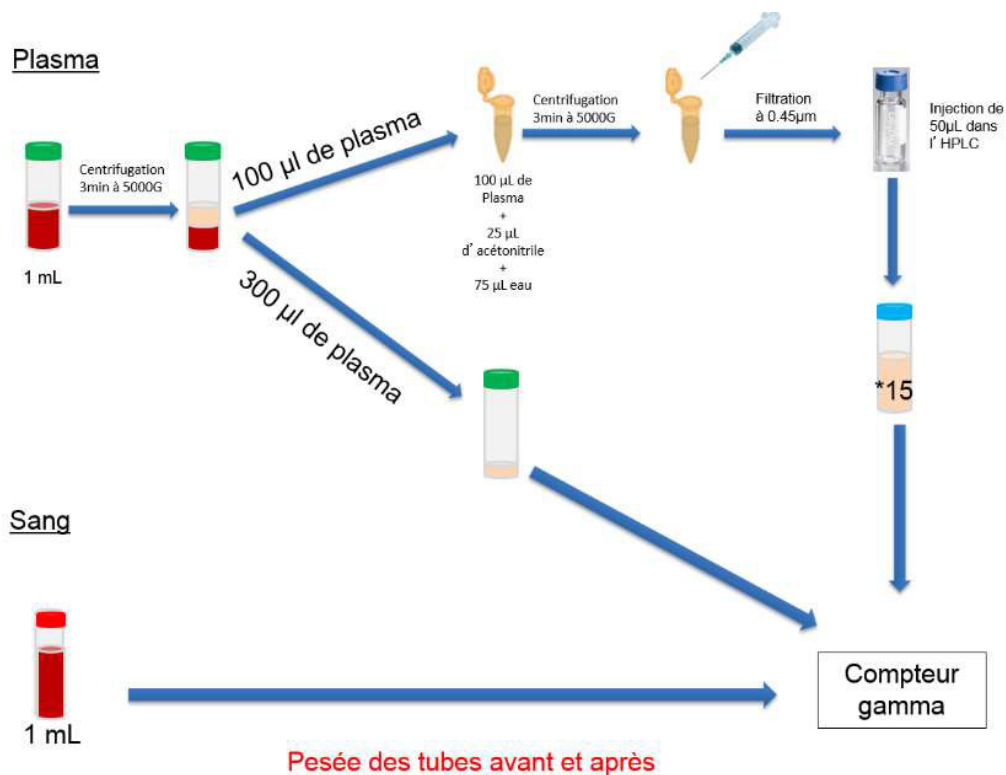 Plasma
Centrifugation
3min à 5000G
1 mL
100 µl de plasma
300 µl de plasma
100 µL de
Plasma
+
25 µL
d' acétonitrile
+
75 µL eau
Centrifugation
3min à 5000G
Filtration
à 0.45µm
Injection de
50µL dans
l' HPLC
*15
Sang
1 mL
Compteur
gamma
Pesée des tubes avant et après